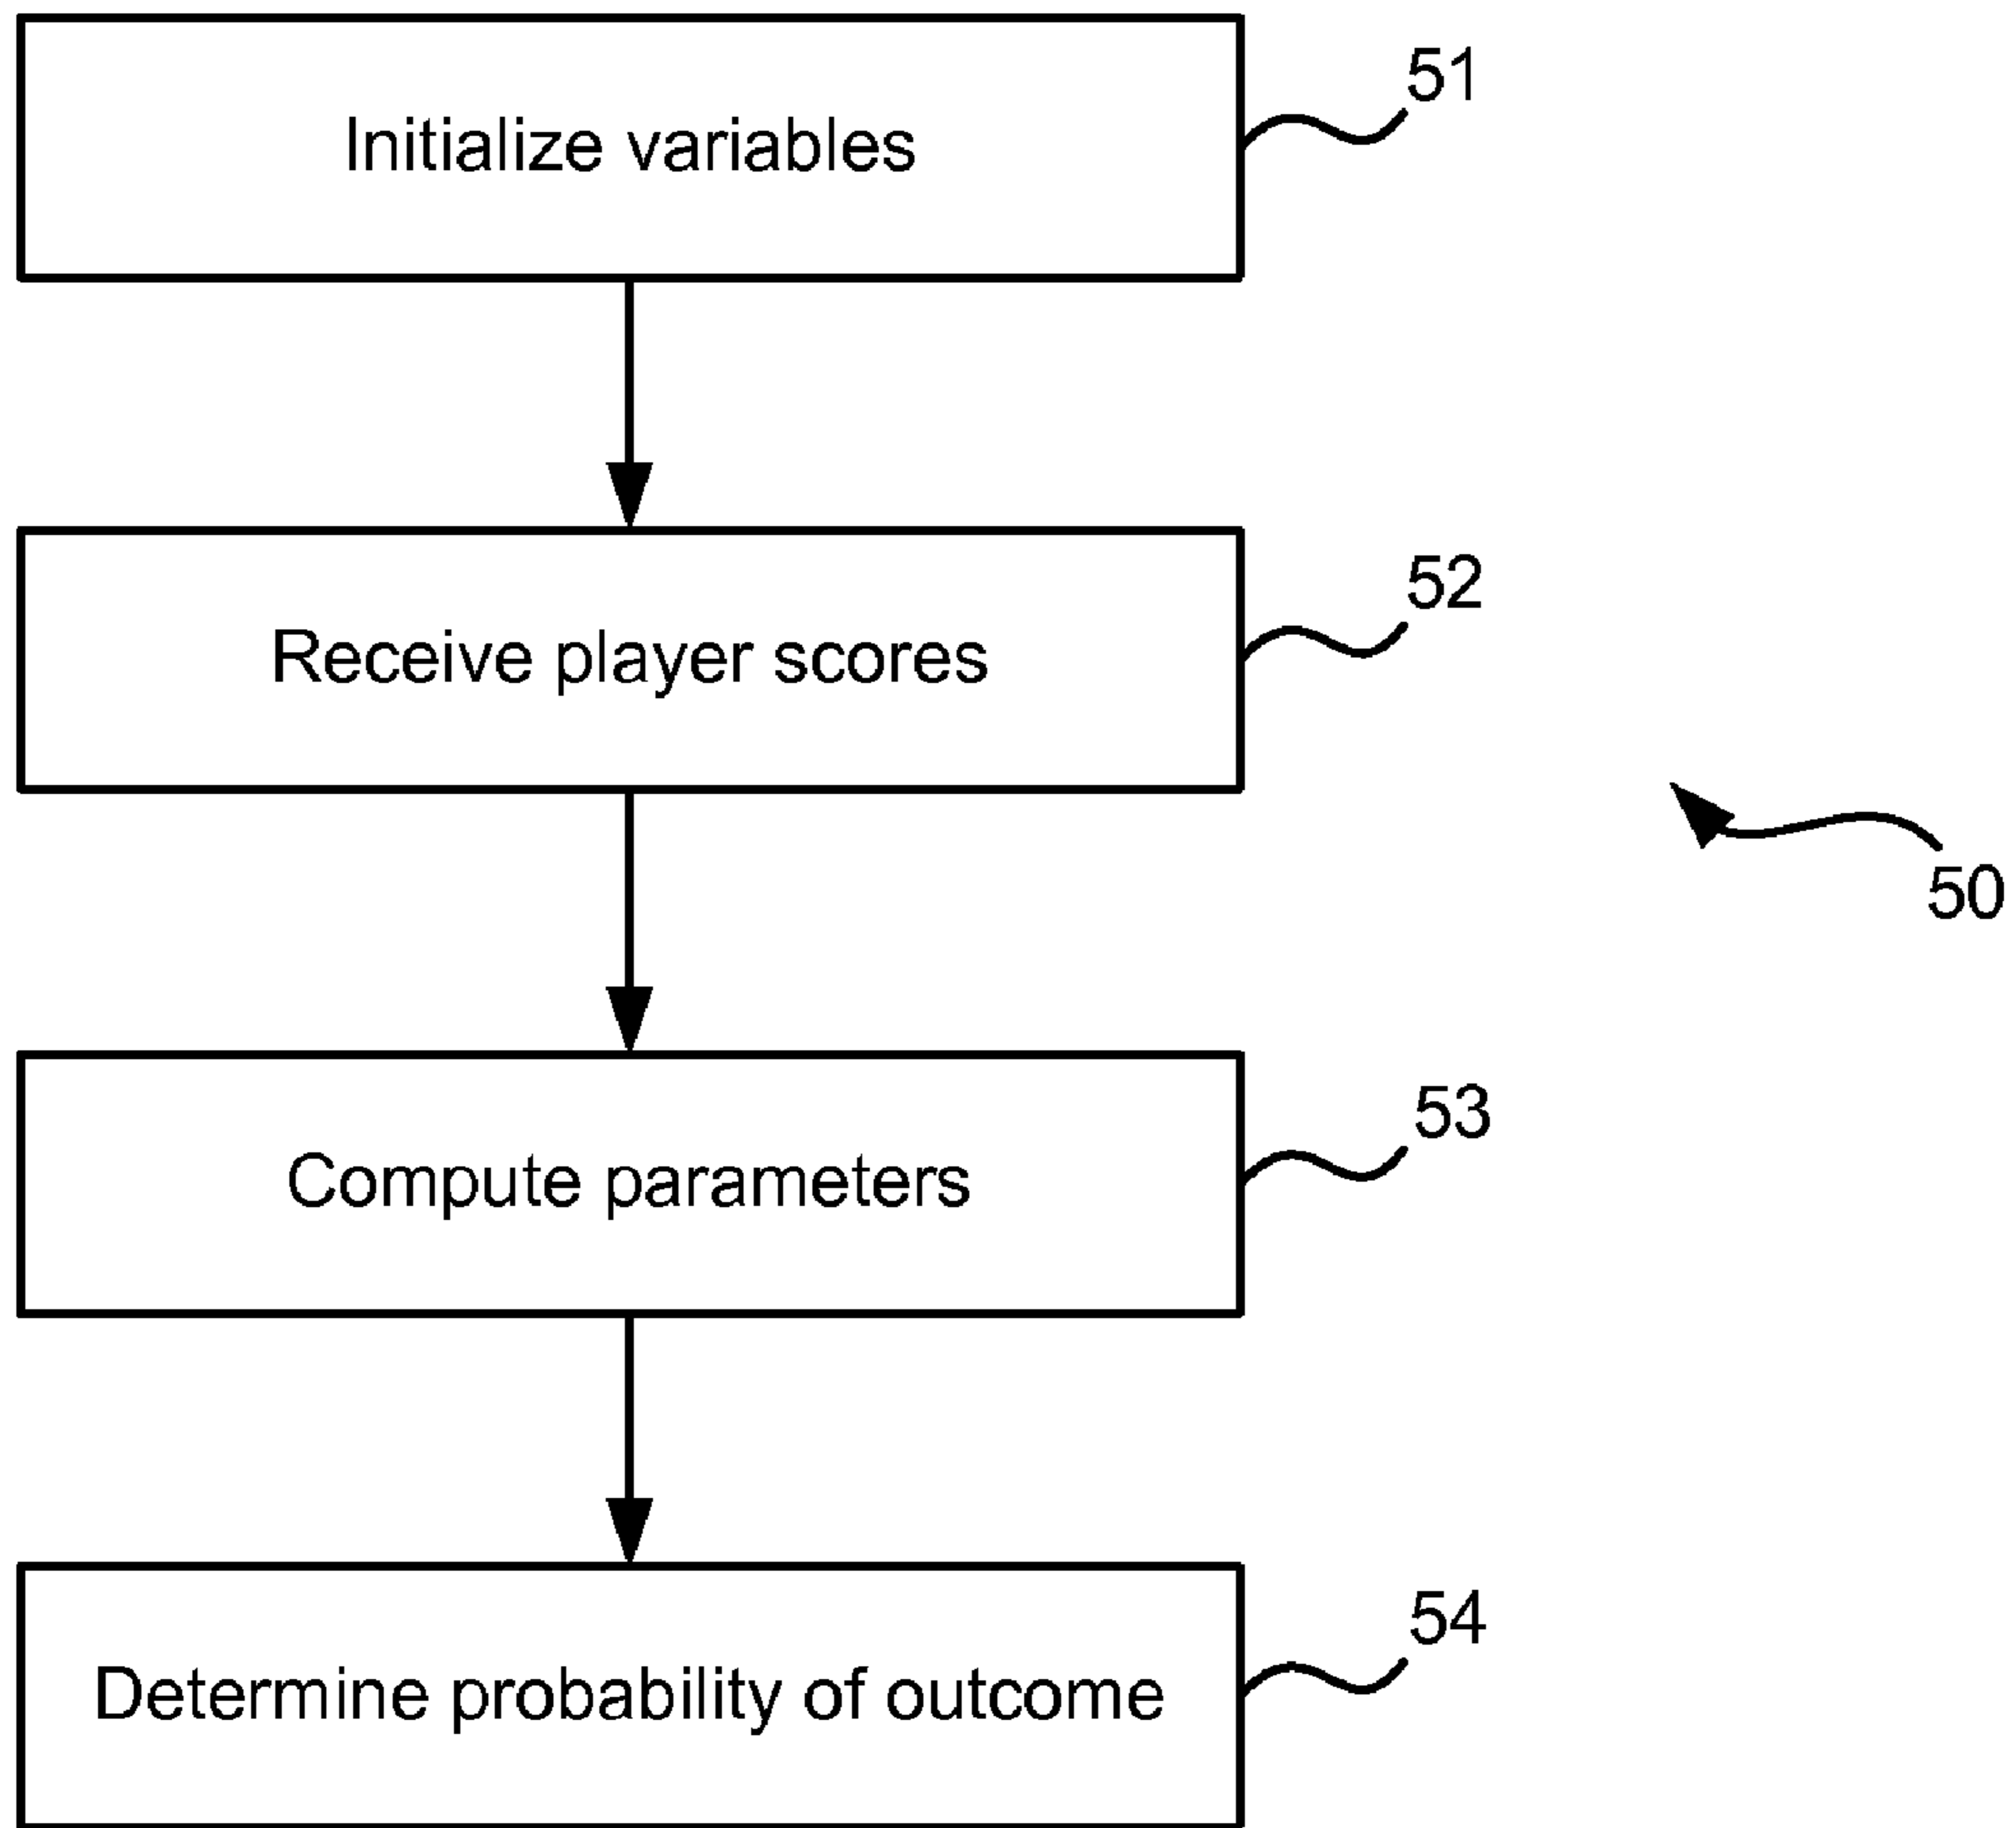 Initialize variables
51
Receive player scores
52
50
Compute parameters
53
Determine probability of outcome
54